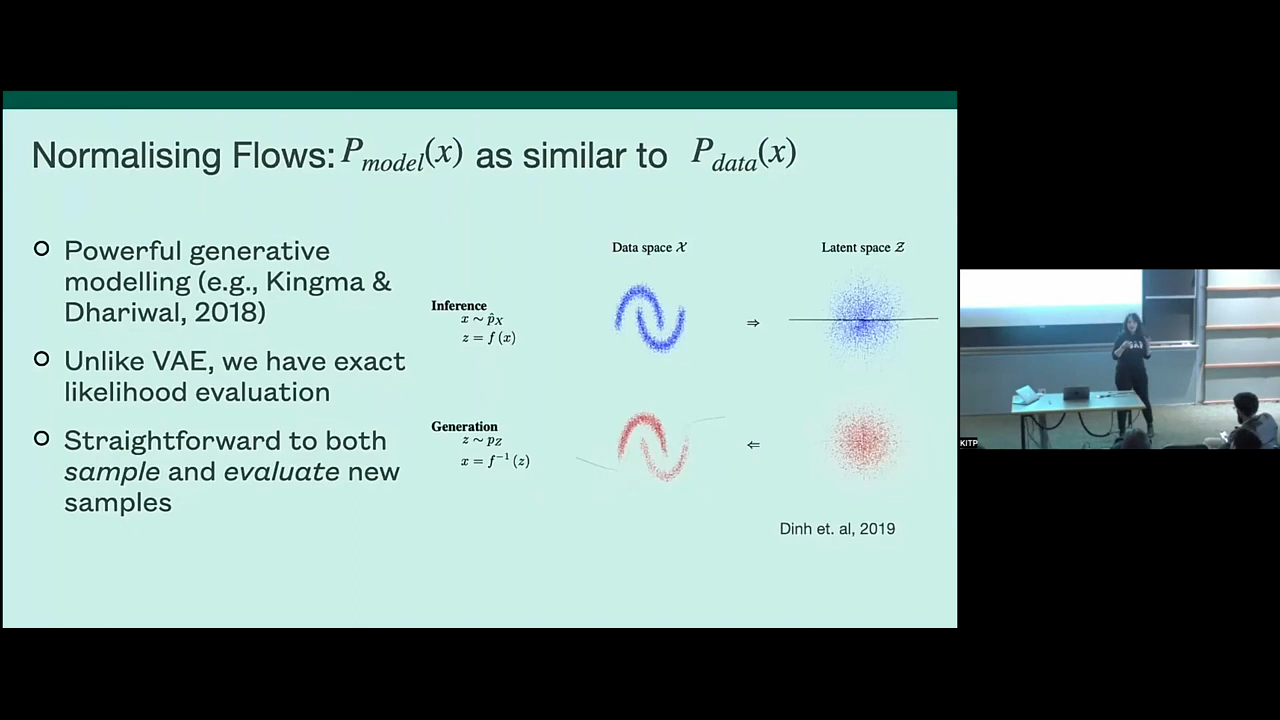 Normalising Flows: P_model(x) as similar to P_data(x)
Powerful generative
modelling (e.g., Kingma &
Dhariwal, 2018)
Unlike VAE, we have exact
likelihood evaluation
Straightforward to both
sample and evaluate new
samples
Data space 𝒳
Latent space 𝒵
Inference
x ∼ p̂_X
z = f (x)
⇒
Generation
z ∼ p_Z
x = f⁻¹ (z)
⇐
Dinh et. al, 2019
KITP